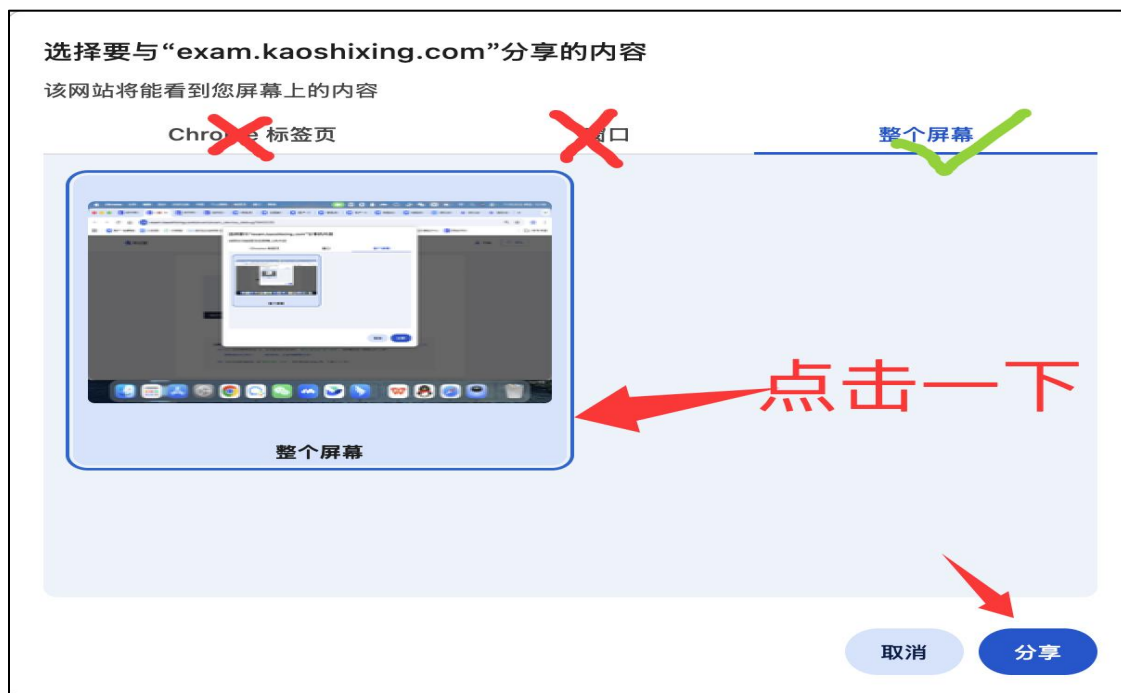 选择要与“exam.kaoshixing.com”分享的内容
该网站将能看到您屏幕上的内容
Chrome 标签页
窗口
整个屏幕
点击一下
整个屏幕
取消
分享